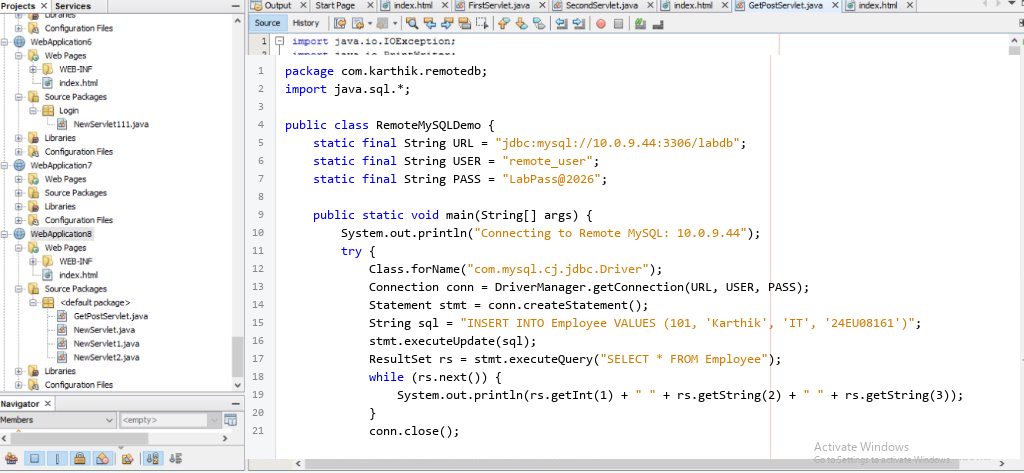 Projects × Services
Output × Start Page × index.html × FirstServlet.java × SecondServlet.java × index.html × GetPostServlet.java × index.html ×
Source History
Libraries
Configuration Files
WebApplication6
Web Pages
WEB-INF
index.html
Source Packages
Login
NewServlet111.java
Libraries
Configuration Files
WebApplication7
Web Pages
Source Packages
Libraries
Configuration Files
WebApplication8
Web Pages
WEB-INF
index.html
Source Packages
<default package>
GetPostServlet.java
NewServlet.java
NewServlet1.java
NewServlet2.java
Libraries
Configuration Files
Navigator ×
Members <empty>
1 import java.io.IOException;
2 import java.io.PrintWriter;
1 package com.karthik.remotedb;
2 import java.sql.*;
3
4 public class RemoteMySQLDemo {
5 static final String URL = "jdbc:mysql://10.0.9.44:3306/labdb";
6 static final String USER = "remote_user";
7 static final String PASS = "LabPass@2026";
8
9 public static void main(String[] args) {
10 System.out.println("Connecting to Remote MySQL: 10.0.9.44");
11 try {
12 Class.forName("com.mysql.cj.jdbc.Driver");
13 Connection conn = DriverManager.getConnection(URL, USER, PASS);
14 Statement stmt = conn.createStatement();
15 String sql = "INSERT INTO Employee VALUES (101, 'Karthik', 'IT', '24EU08161')";
16 stmt.executeUpdate(sql);
17 ResultSet rs = stmt.executeQuery("SELECT * FROM Employee");
18 while (rs.next()) {
19 System.out.println(rs.getInt(1) + " " + rs.getString(2) + " " + rs.getString(3));
20 }
21 conn.close();
Activate Windows
Go to Settings to activate Windows.